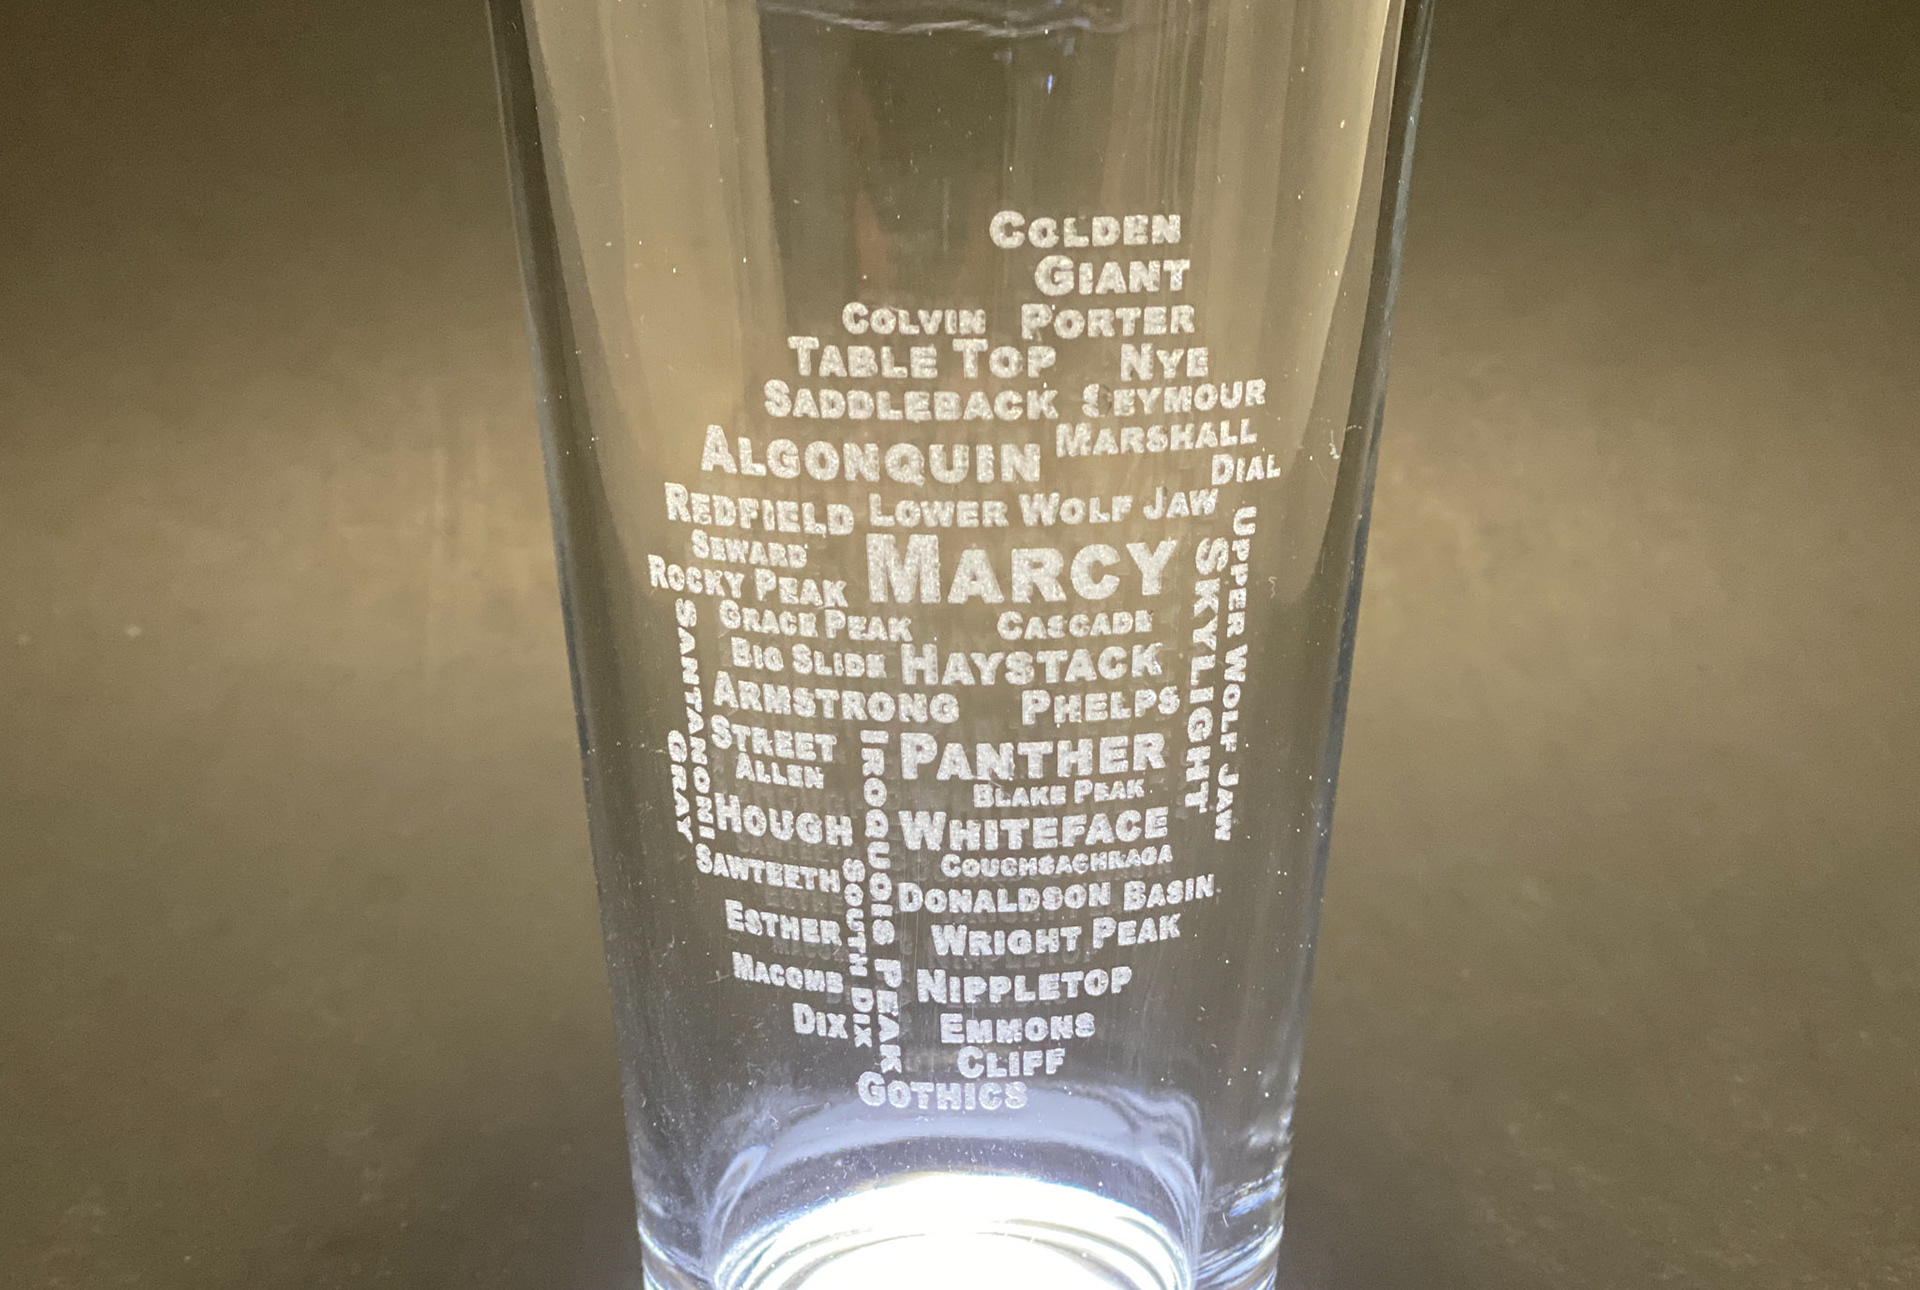 COLDEN
GIANT
COLVIN PORTER
TABLE TOP NYE
SADDLEBACK SEYMOUR
ALGONQUIN MARSHALL
DIAL
REDFIELD LOWER WOLF JAW
SEWARD MARCY
ROCKY PEAK
SKYLIGHT
UPPER WOLF JAW
GRACE PEAK CASCADE
BIG SLIDE HAYSTACK
SANTANONI
ARMSTRONG PHELPS
STREET PANTHER
GRAY
ALLEN
IROQUOIS PEAK
BLAKE PEAK
HOUGH WHITEFACE
SAWTEETH COUCHSACHRAGA
SOUTH DIX
DONALDSON BASIN
ESTHER WRIGHT PEAK
MACOMB NIPPLETOP
DIX EMMONS
CLIFF
GOTHICS